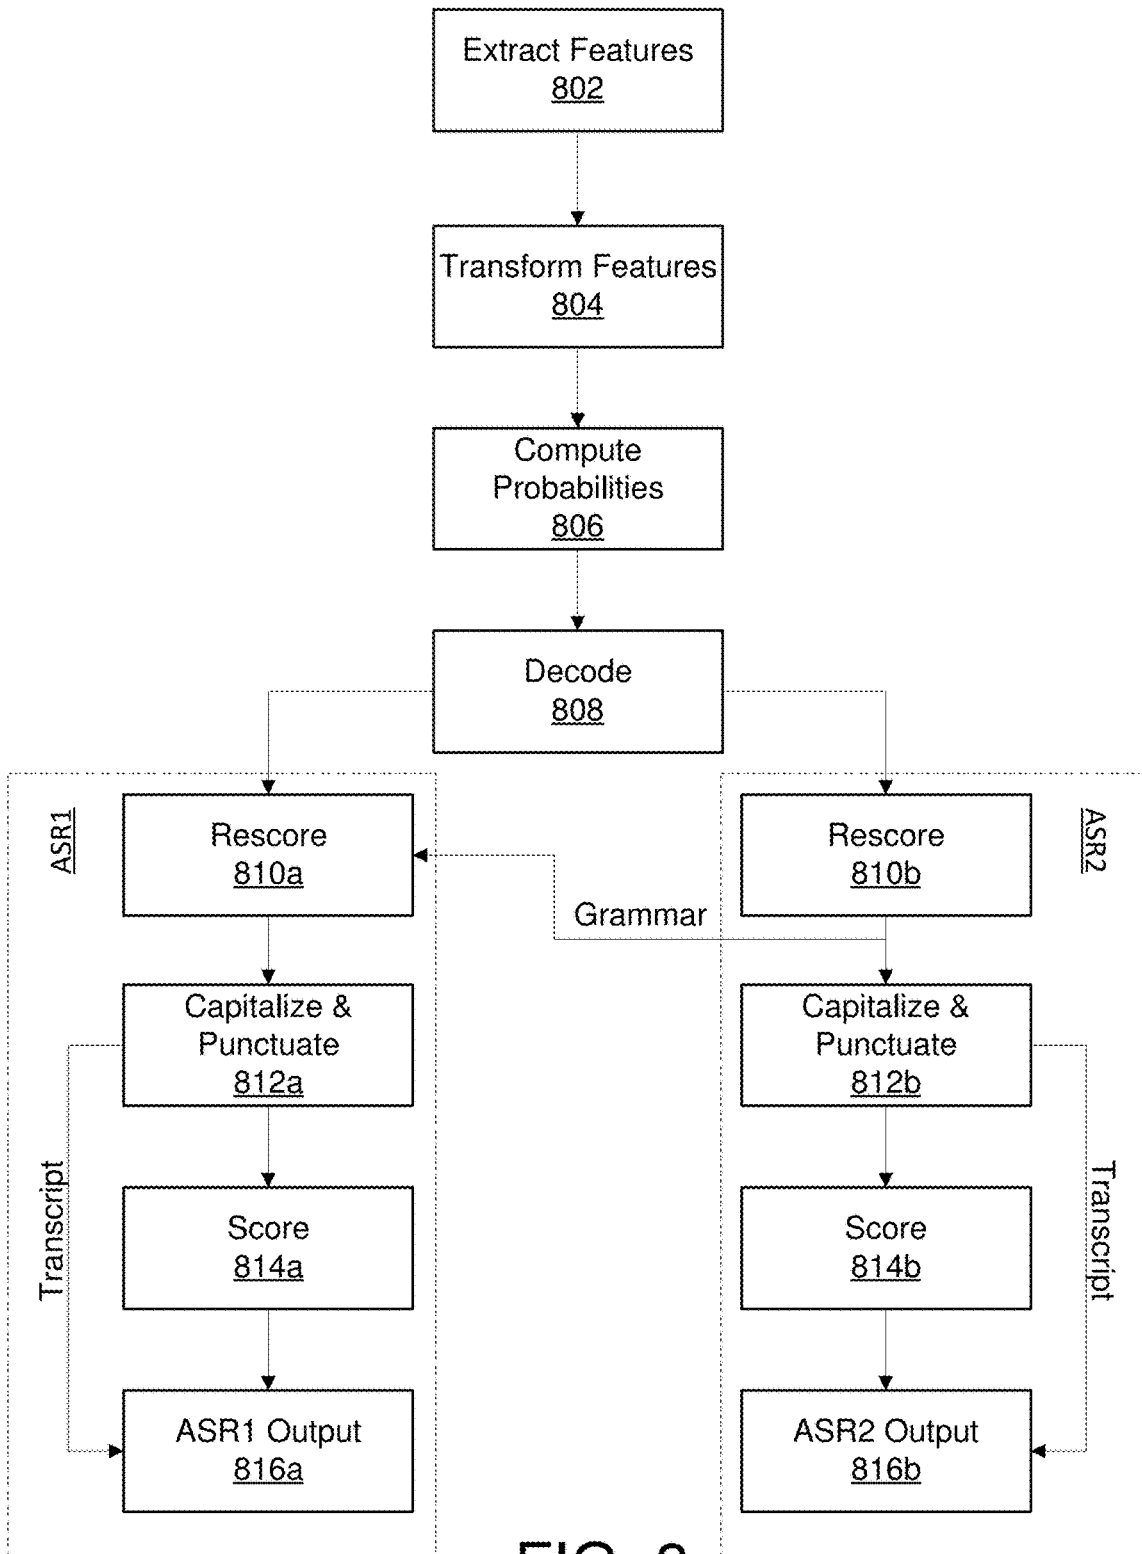 Extract Features
802
Transform Features
804
Compute
Probabilities
806
Decode
808
ASR1
Rescore
810a
Rescore
810b
ASR2
Grammar
Capitalize &
Punctuate
812a
Capitalize &
Punctuate
812b
Transcript
Score
814a
Score
814b
Transcript
ASR1 Output
816a
ASR2 Output
816b
FIG.